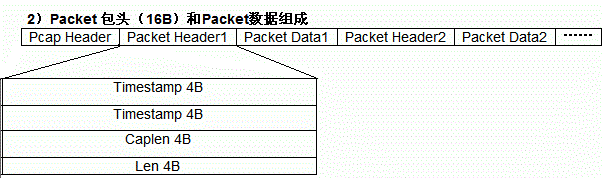 2）Packet 包头（16B）和Packet数据组成
Pcap Header Packet Header1 Packet Data1 Packet Header2 Packet Data2 ······
Timestamp 4B
Timestamp 4B
Caplen 4B
Len 4B